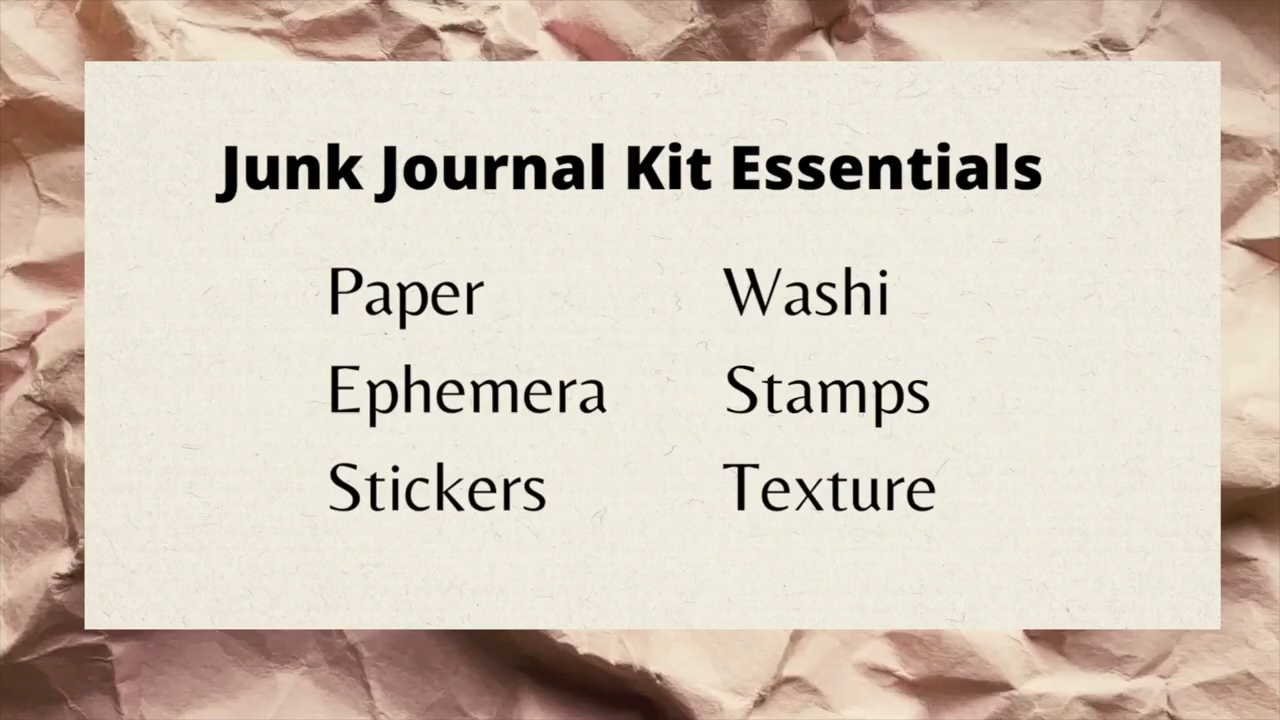 Junk Journal Kit Essentials
Paper
Ephemera
Stickers
Washi
Stamps
Texture